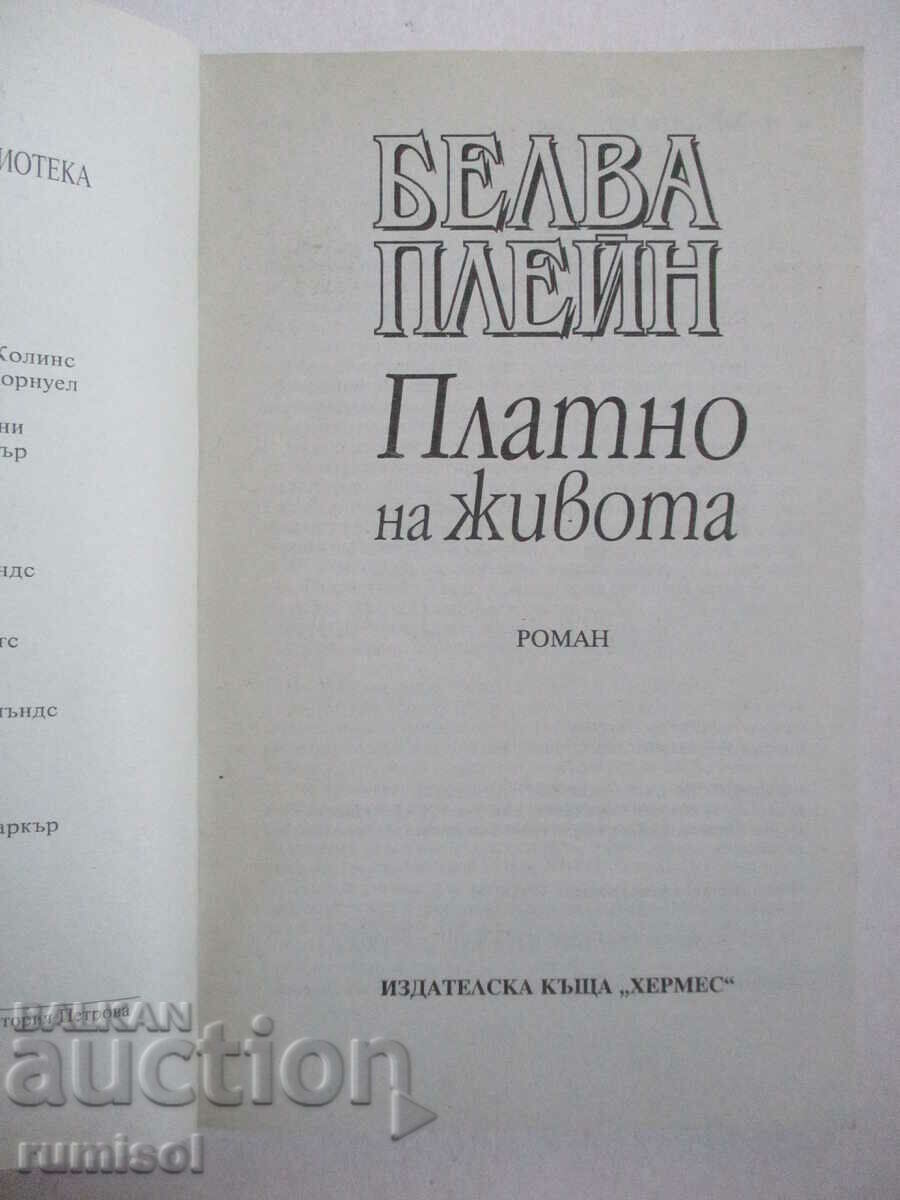 ИОТЕКА
Колинс
орнуел
ни
ър
ндс
тс
ъндс
аркър
Петрова
БЕЛВА
ПЛЕЙН
Платно
на живота
РОМАН
ИЗДАТЕЛСКА КЪЩА „ХЕРМЕС“
BALKAN
auction
rumisol